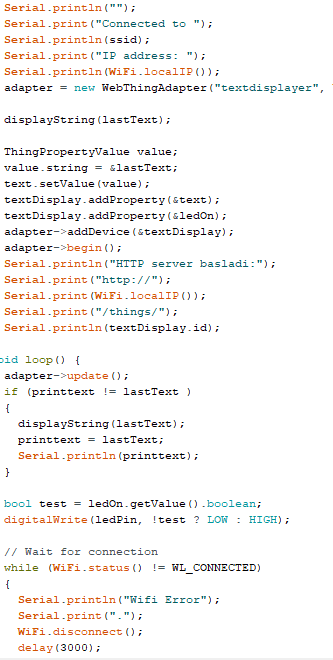 Serial.println("");
Serial.print("Connected to ");
Serial.println(ssid);
Serial.print("IP address: ");
Serial.println(WiFi.localIP());
adapter = new WebThingAdapter("textdisplayer",
displayString(lastText);
ThingPropertyValue value;
value.string = &lastText;
text.setValue(value);
textDisplay.addProperty(&text);
textDisplay.addProperty(&ledOn);
adapter->addDevice(&textDisplay);
adapter->begin();
Serial.println("HTTP server basladi:");
Serial.print("http://");
Serial.print(WiFi.localIP());
Serial.print("/things/");
Serial.println(textDisplay.id);
oid loop() {
adapter->update();
if (printtext != lastText )
{
displayString(lastText);
printtext = lastText;
Serial.println(printtext);
}
bool test = ledOn.getValue().boolean;
digitalWrite(ledPin, !test ? LOW : HIGH);
// Wait for connection
while (WiFi.status() != WL_CONNECTED)
{
Serial.println("Wifi Error");
Serial.print(".");
WiFi.disconnect();
delay(3000);